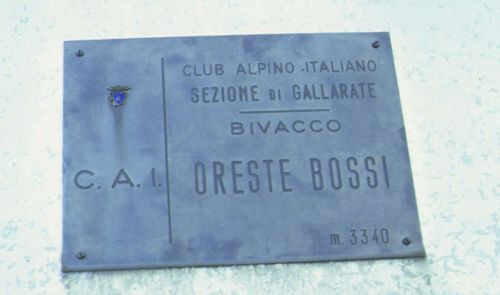 C. A. I.
CLUB ALPINO - ITALIANO
SEZIONE DI GALLARATE
BIVACCO
ORESTE BOSSI
m. 3340